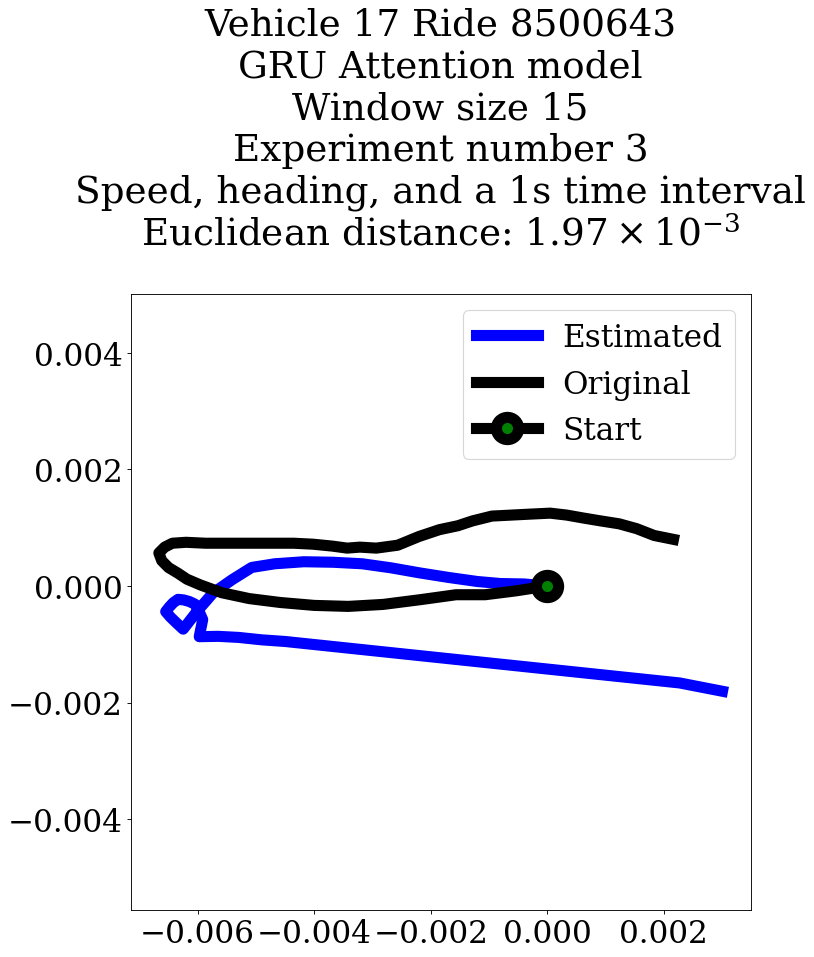 Vehicle 17 Ride 8500643
GRU Attention model
Window size 15
Experiment number 3
Speed, heading, and a 1s time interval
Euclidean distance: 1.97 × 10⁻³
Estimated
Original
Start
0.004
0.002
0.000
−0.002
−0.004
−0.006 −0.004 −0.002 0.000 0.002